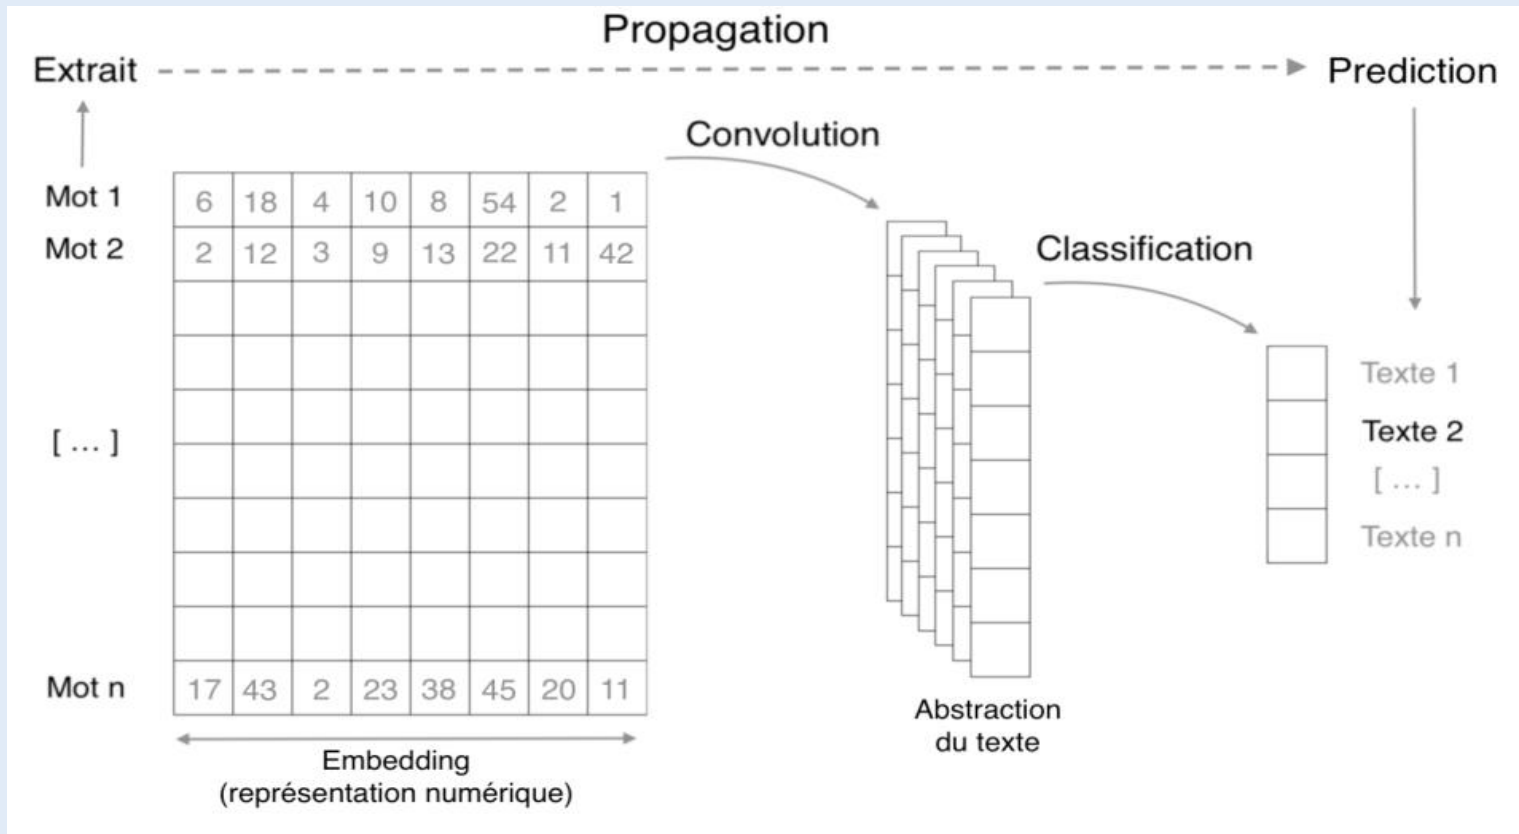 Propagation
Extrait
Prediction
Convolution
Mot 1 6 18 4 10 8 54 2 1
Mot 2 2 12 3 9 13 22 11 42
Classification
Texte 1
Texte 2
[ ... ]
[ ... ]
Texte n
Mot n 17 43 2 23 38 45 20 11
Abstraction
du texte
Embedding
(représentation numérique)